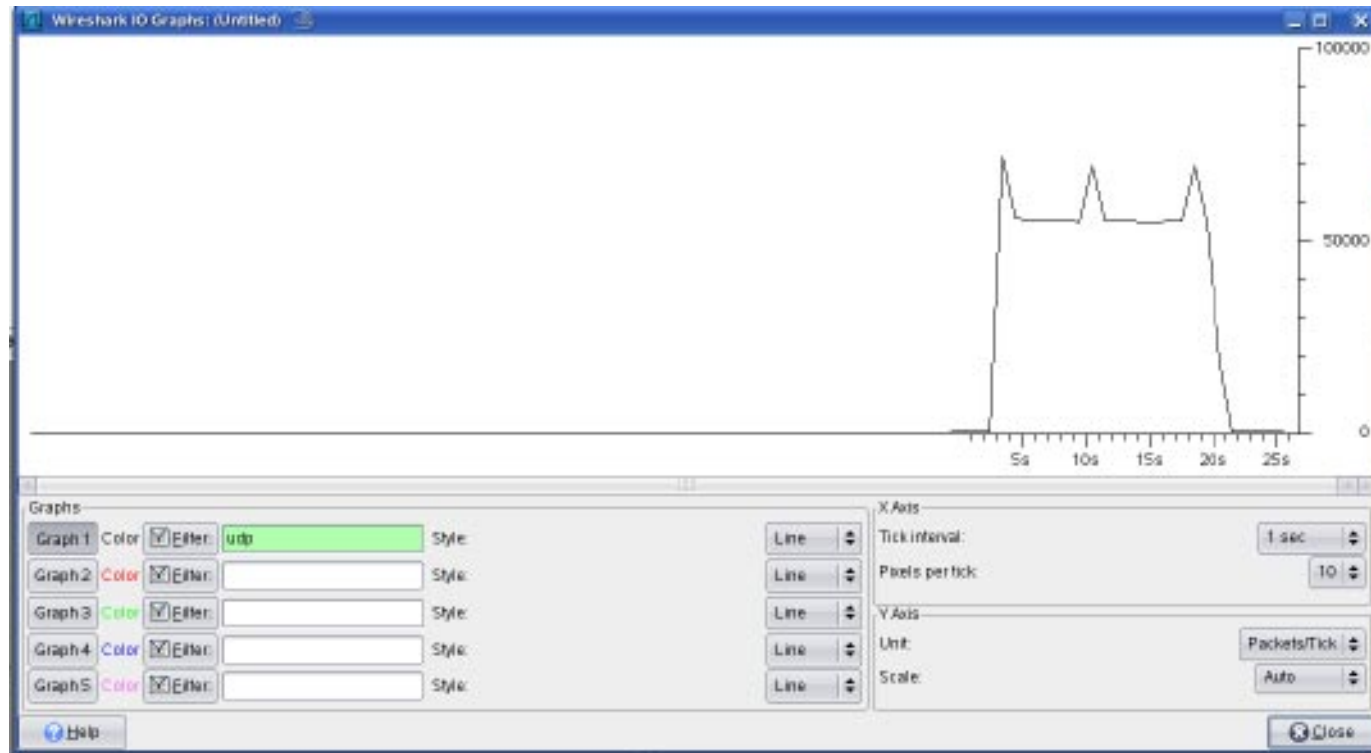 Wireshark IO Graphs: (Untitled)
100000
50000
0
5s 10s 15s 20s 25s
Graphs
Graph 1 Color Filter: udp Style: Line
Graph 2 Color Filter: Style: Line
Graph 3 Color Filter: Style: Line
Graph 4 Color Filter: Style: Line
Graph 5 Color Filter: Style: Line
X Axis
Tick interval: 1 sec
Pixels per tick: 10
Y Axis
Unit: Packets/Tick
Scale: Auto
Help
Close